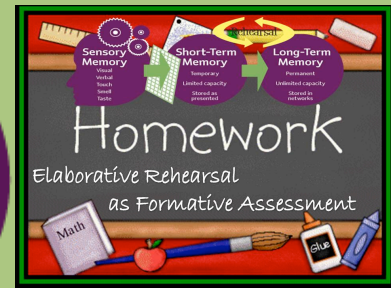 Rehearsal
Sensory
Memory
Visual
Verbal
Touch
Smell
Taste
Short-Term
Memory
Temporary
Limited capacity
Stored as
presented
Long-Term
Memory
Permanent
Unlimited capacity
Stored in
networks
Homework
Elaborative Rehearsal
as Formative Assessment
Math
Glue